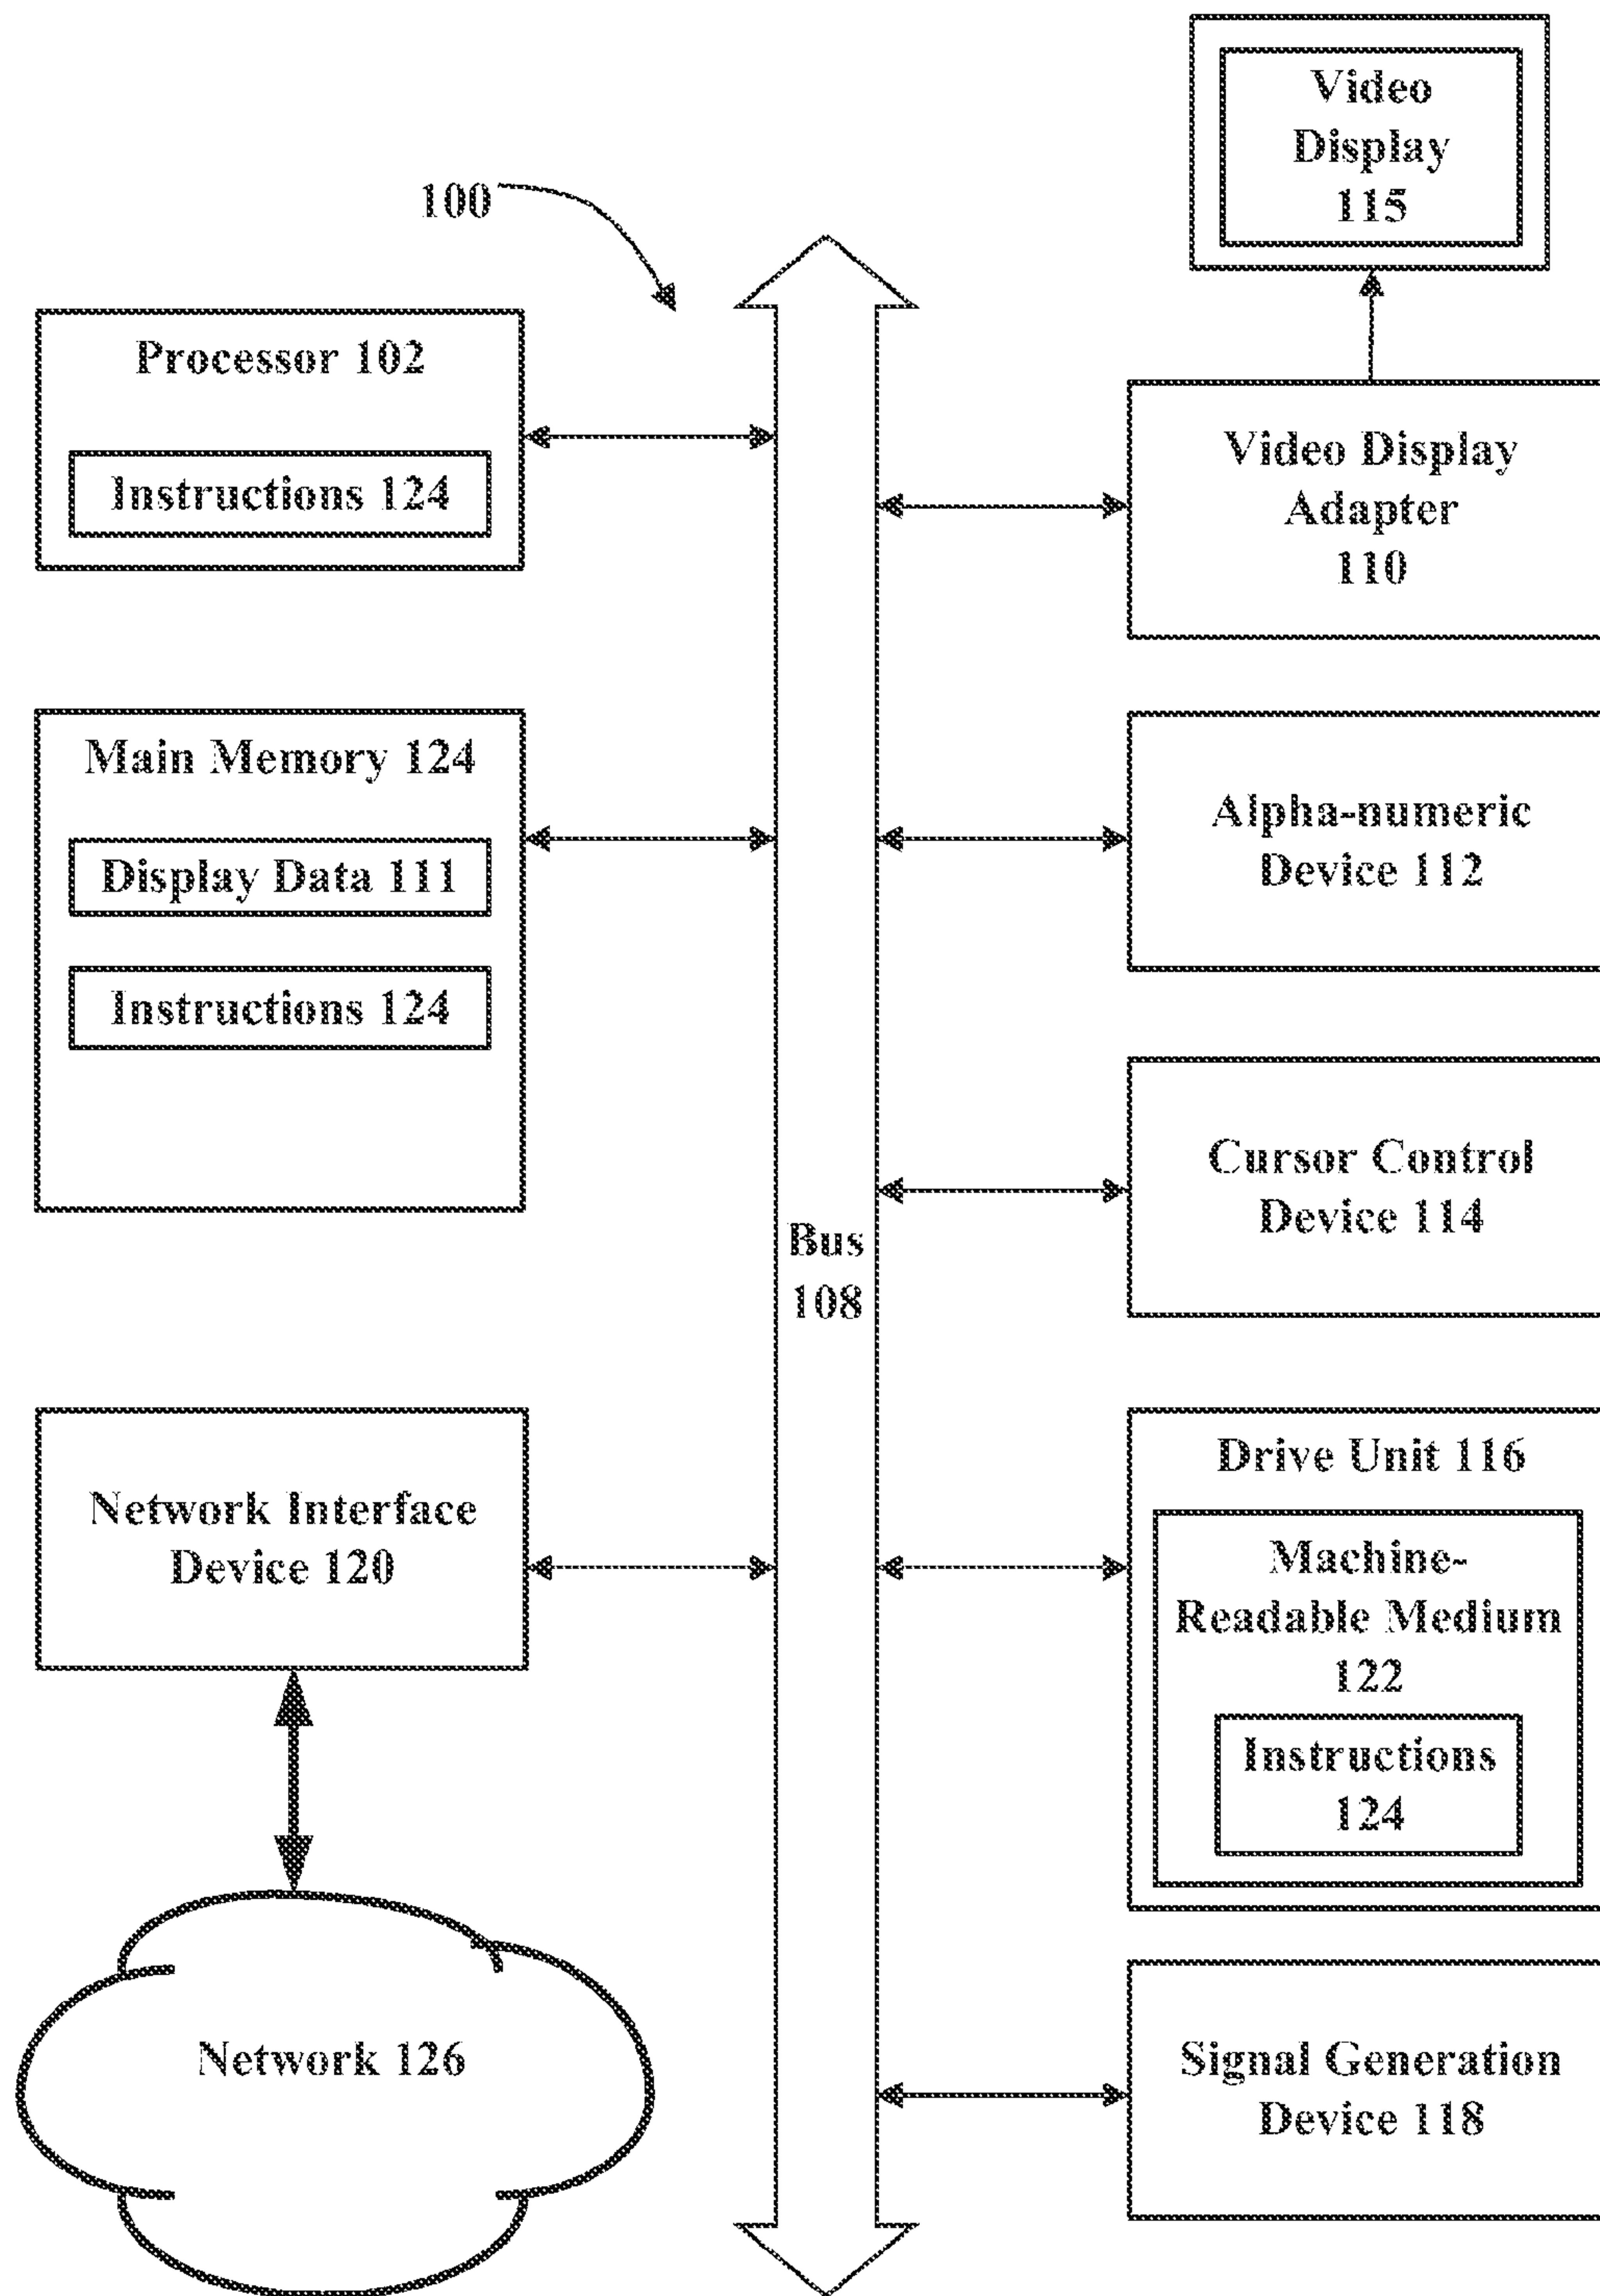 Video
Display
115
100
Processor 102
Instructions 124
Video Display
Adapter
110
Main Memory 124
Display Data 111
Instructions 124
Alpha-numeric
Device 112
Cursor Control
Device 114
Bus
108
Network Interface
Device 120
Drive Unit 116
Machine-
Readable Medium
122
Instructions
124
Network 126
Signal Generation
Device 118